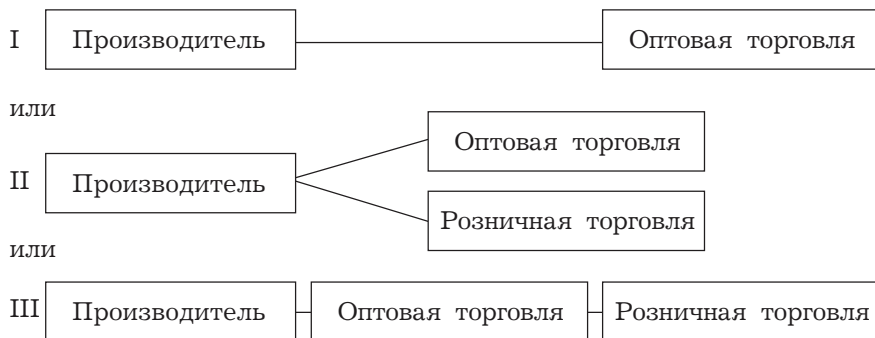 I Производитель Оптовая торговля
или
Оптовая торговля
II Производитель
Розничная торговля
или
III Производитель Оптовая торговля Розничная торговля